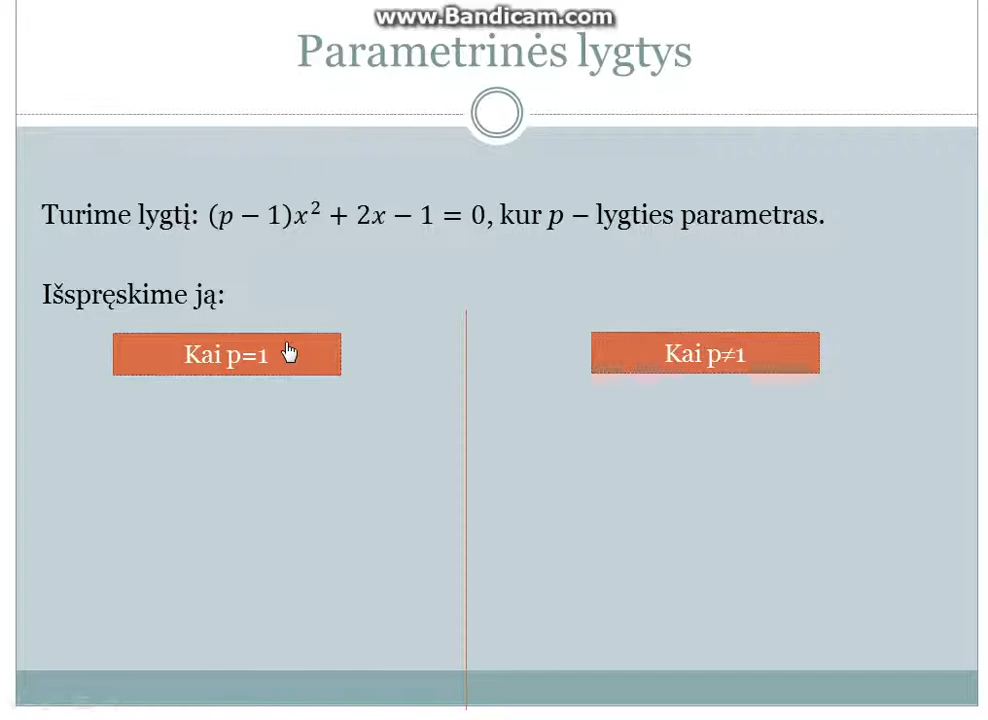 www.Bandicam.com
Parametrinės lygtys
Turime lygtį: (p − 1)x² + 2x − 1 = 0, kur p − lygties parametras.
Išspręskime ją:
Kai p=1
Kai p≠1